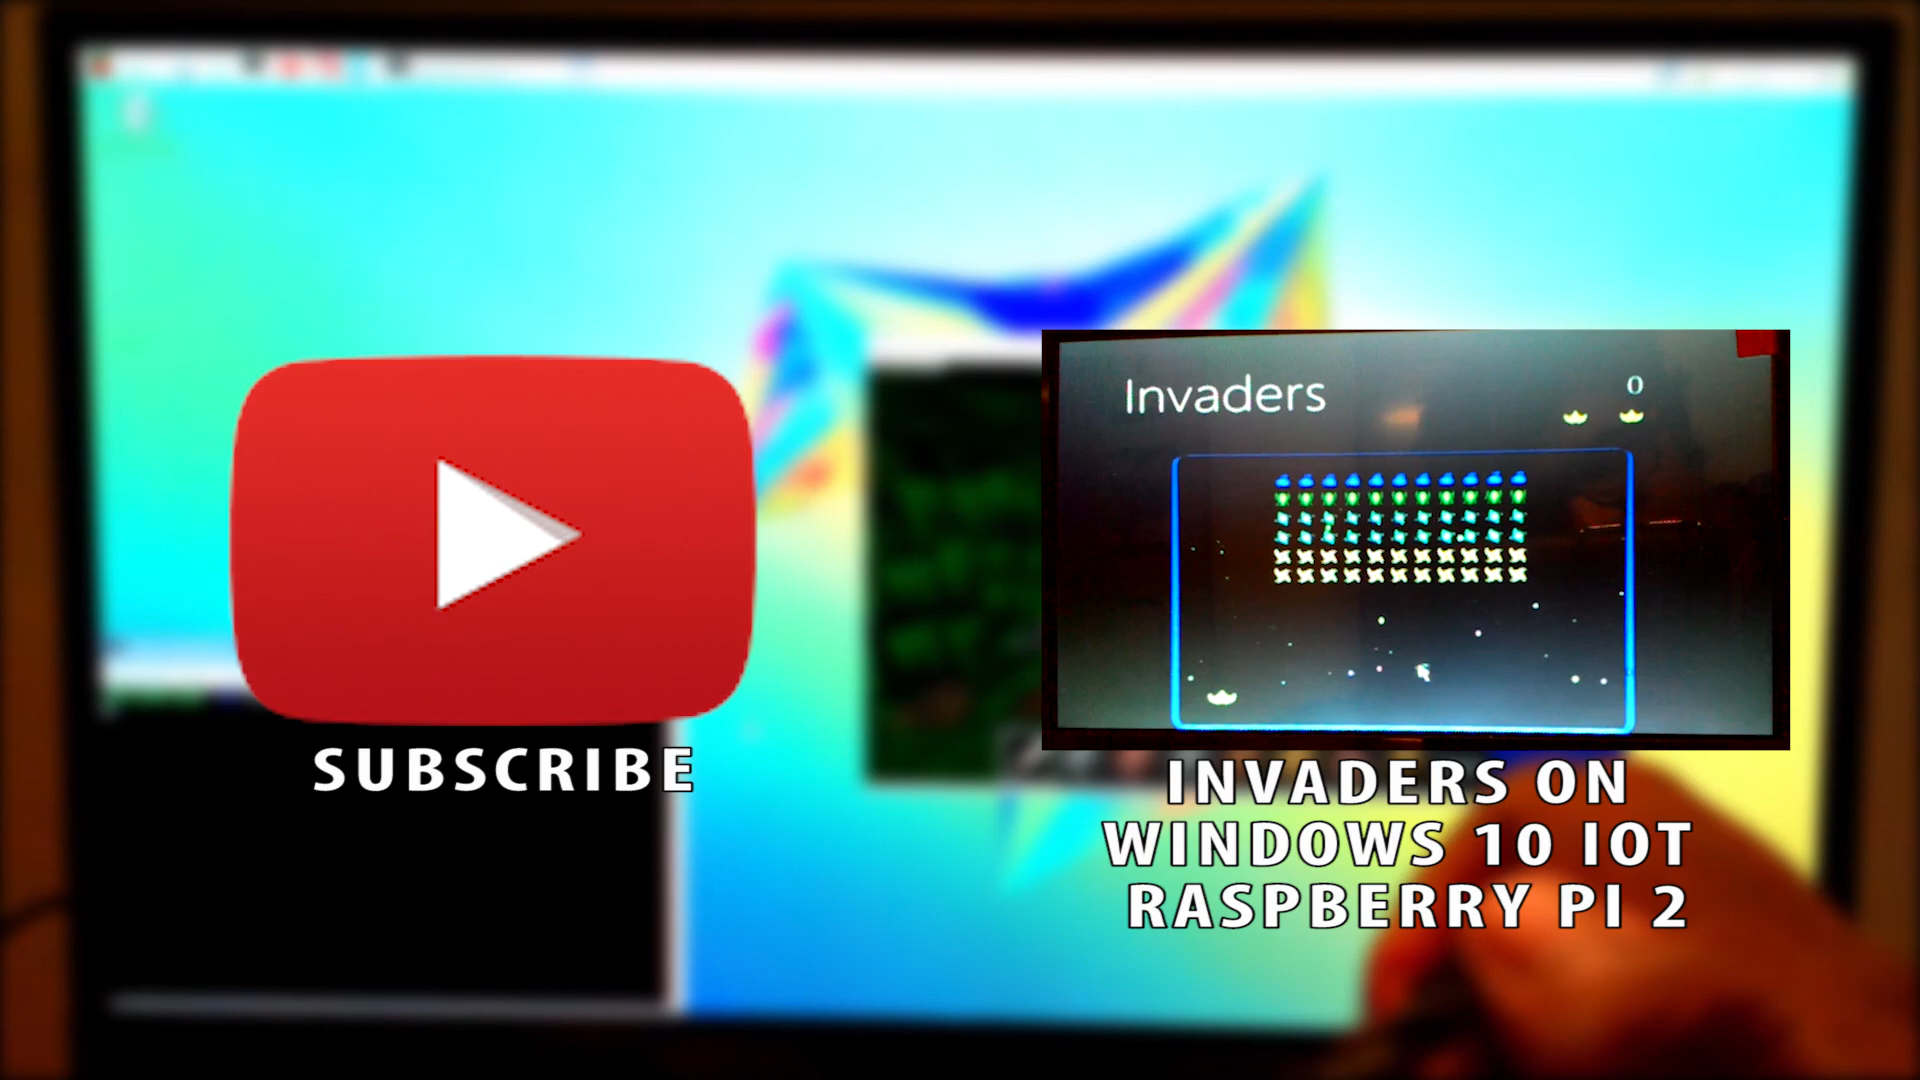 Invaders
0
SUBSCRIBE
INVADERS ON
WINDOWS 10 IOT
RASPBERRY PI 2